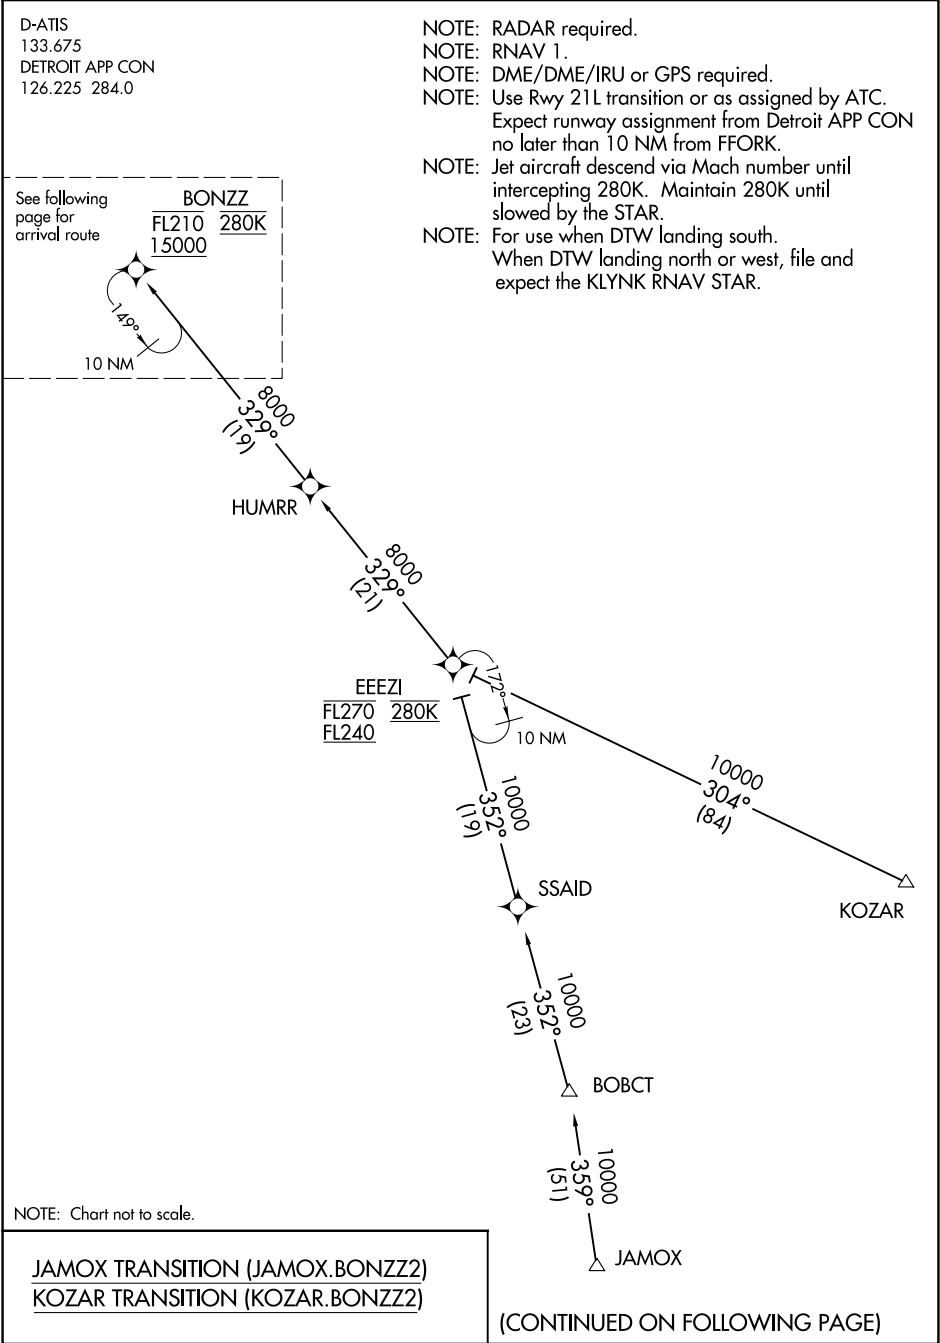 D-ATIS
133.675
DETROIT APP CON
126.225 284.0
NOTE: RADAR required.
NOTE: RNAV 1.
NOTE: DME/DME/IRU or GPS required.
NOTE: Use Rwy 21L transition or as assigned by ATC.
Expect runway assignment from Detroit APP CON
no later than 10 NM from FFORK.
NOTE: Jet aircraft descend via Mach number until
intercepting 280K. Maintain 280K until
slowed by the STAR.
NOTE: For use when DTW landing south.
When DTW landing north or west, file and
expect the KLYNK RNAV STAR.
See following
page for
arrival route
BONZZ
FL210 280K
15000
149°
10 NM
8000
329°
(19)
HUMRR
8000
329°
(21)
EEEZI
FL270 280K
FL240
172°
10 NM
10000
304°
(84)
KOZAR
10000
352°
(19)
SSAID
10000
352°
(23)
BOBCT
10000
359°
(51)
JAMOX
NOTE: Chart not to scale.
JAMOX TRANSITION (JAMOX.BONZZ2)
KOZAR TRANSITION (KOZAR.BONZZ2)
(CONTINUED ON FOLLOWING PAGE)